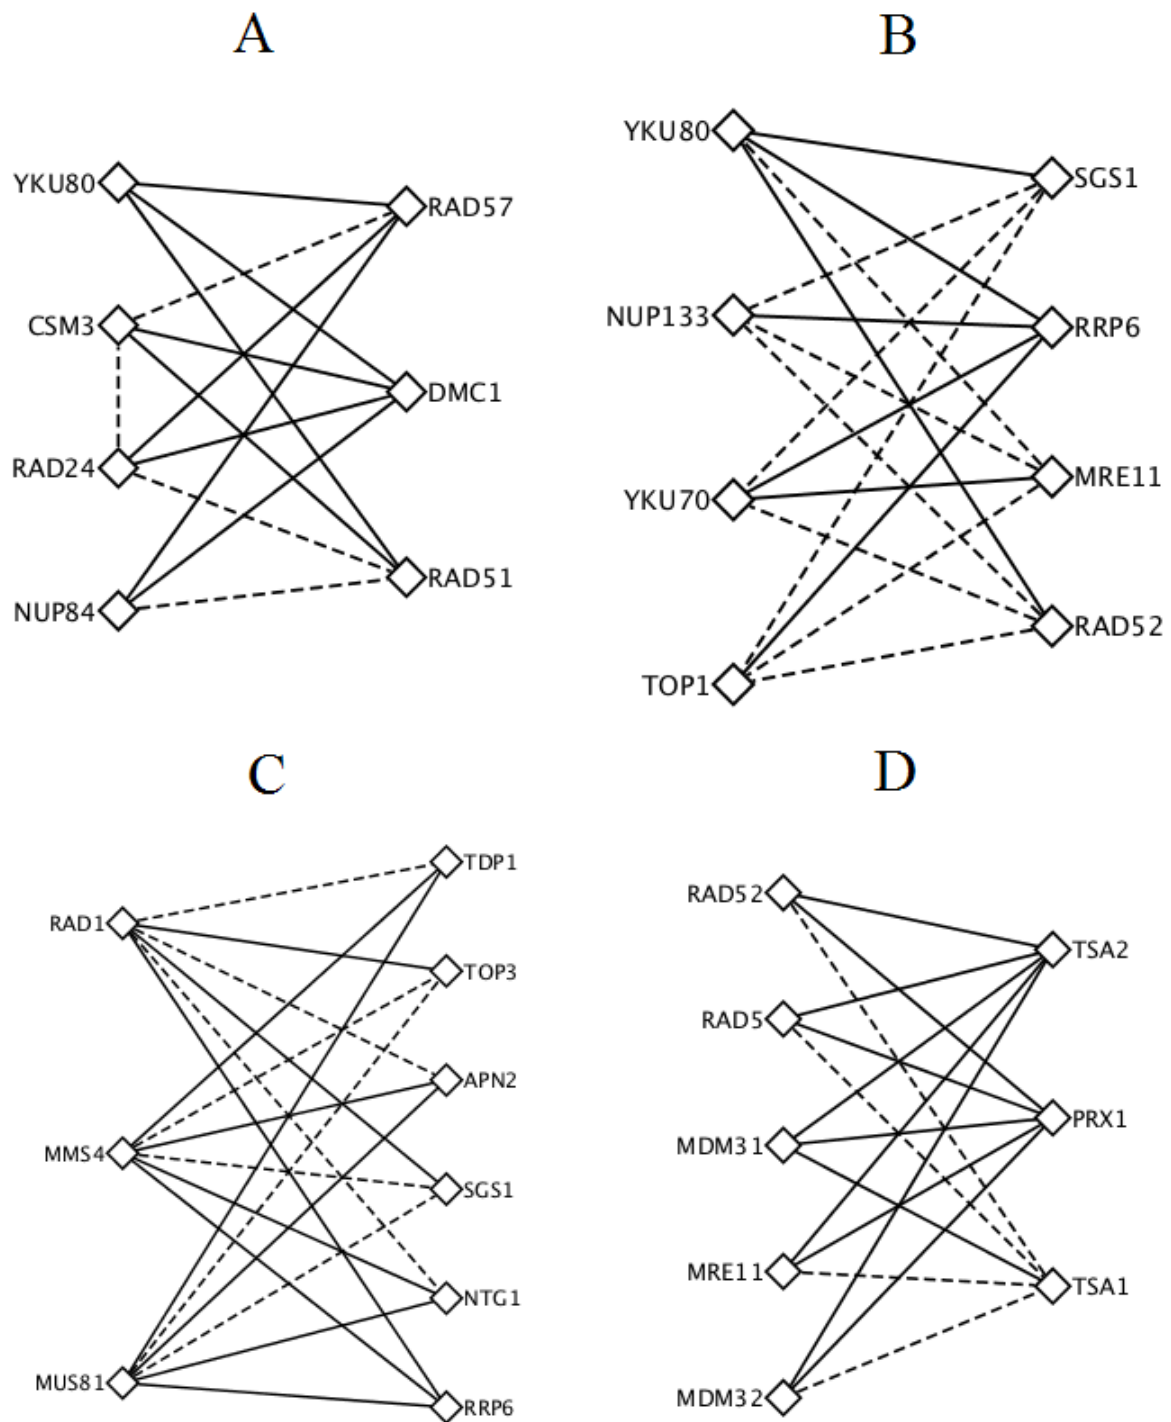 A
B
YKU80
CSM3
RAD24
NUP84
RAD57
DMC1
RAD51
YKU80
NUP133
YKU70
TOP1
SGS1
RRP6
MRE11
RAD52
C
D
RAD1
MMS4
MUS81
TDP1
TOP3
APN2
SGS1
NTG1
RRP6
RAD52
RAD5
MDM31
MRE11
MDM32
TSA2
PRX1
TSA1